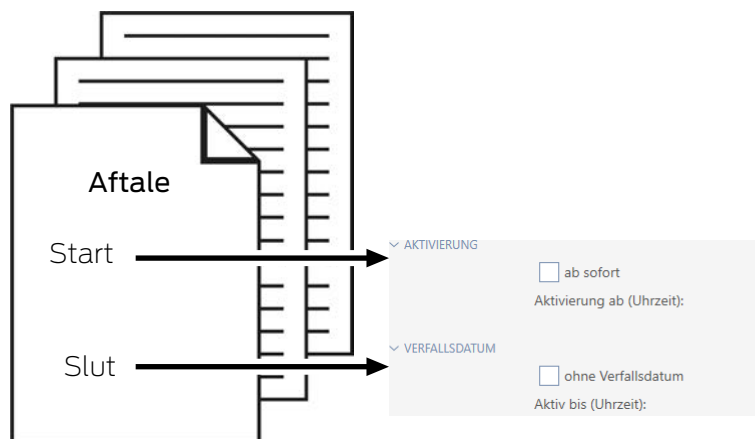 Aftale
Start
Slut
AKTIVIERUNG
ab sofort
Aktivierung ab (Uhrzeit):
VERFALLSDATUM
ohne Verfallsdatum
Aktiv bis (Uhrzeit):